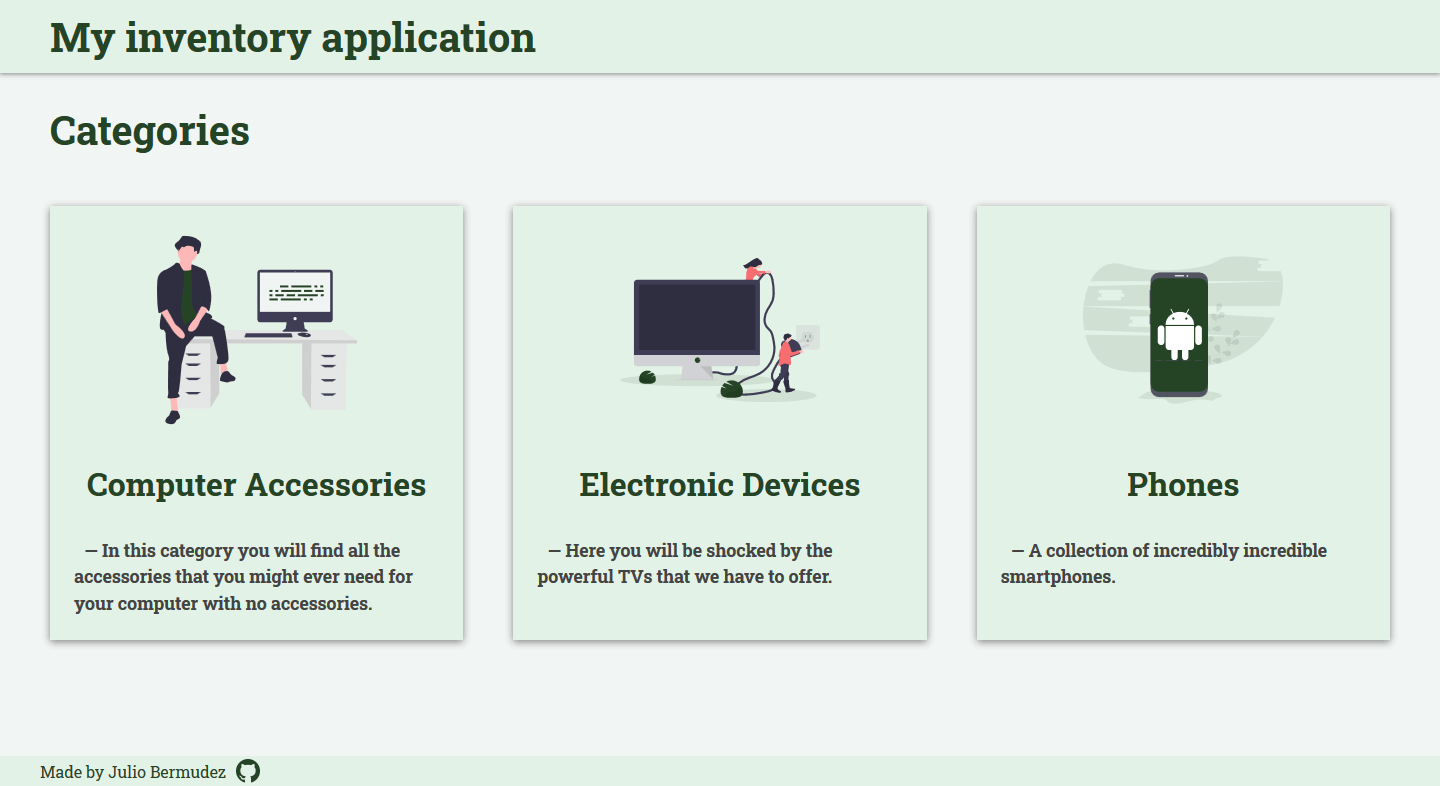 My inventory application
Categories
Computer Accessories
— In this category you will find all the
accessories that you might ever need for
your computer with no accessories.
Electronic Devices
— Here you will be shocked by the
powerful TVs that we have to offer.
Phones
— A collection of incredibly incredible
smartphones.
Made by Julio Bermudez